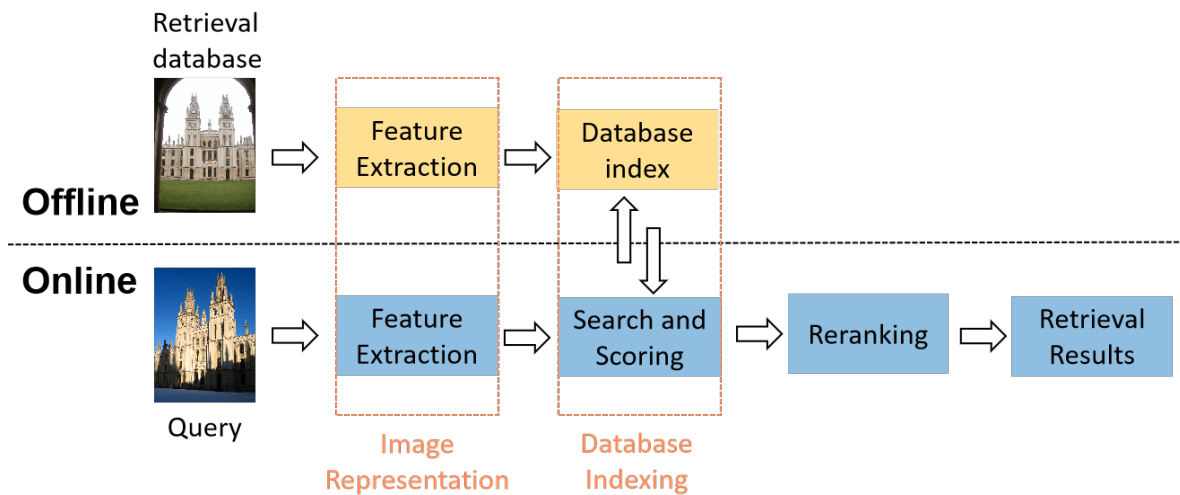 Retrieval
database
Feature
Extraction
Database
index
Offline
Online
Feature
Extraction
Search and
Scoring
Reranking
Retrieval
Results
Query
Image
Representation
Database
Indexing